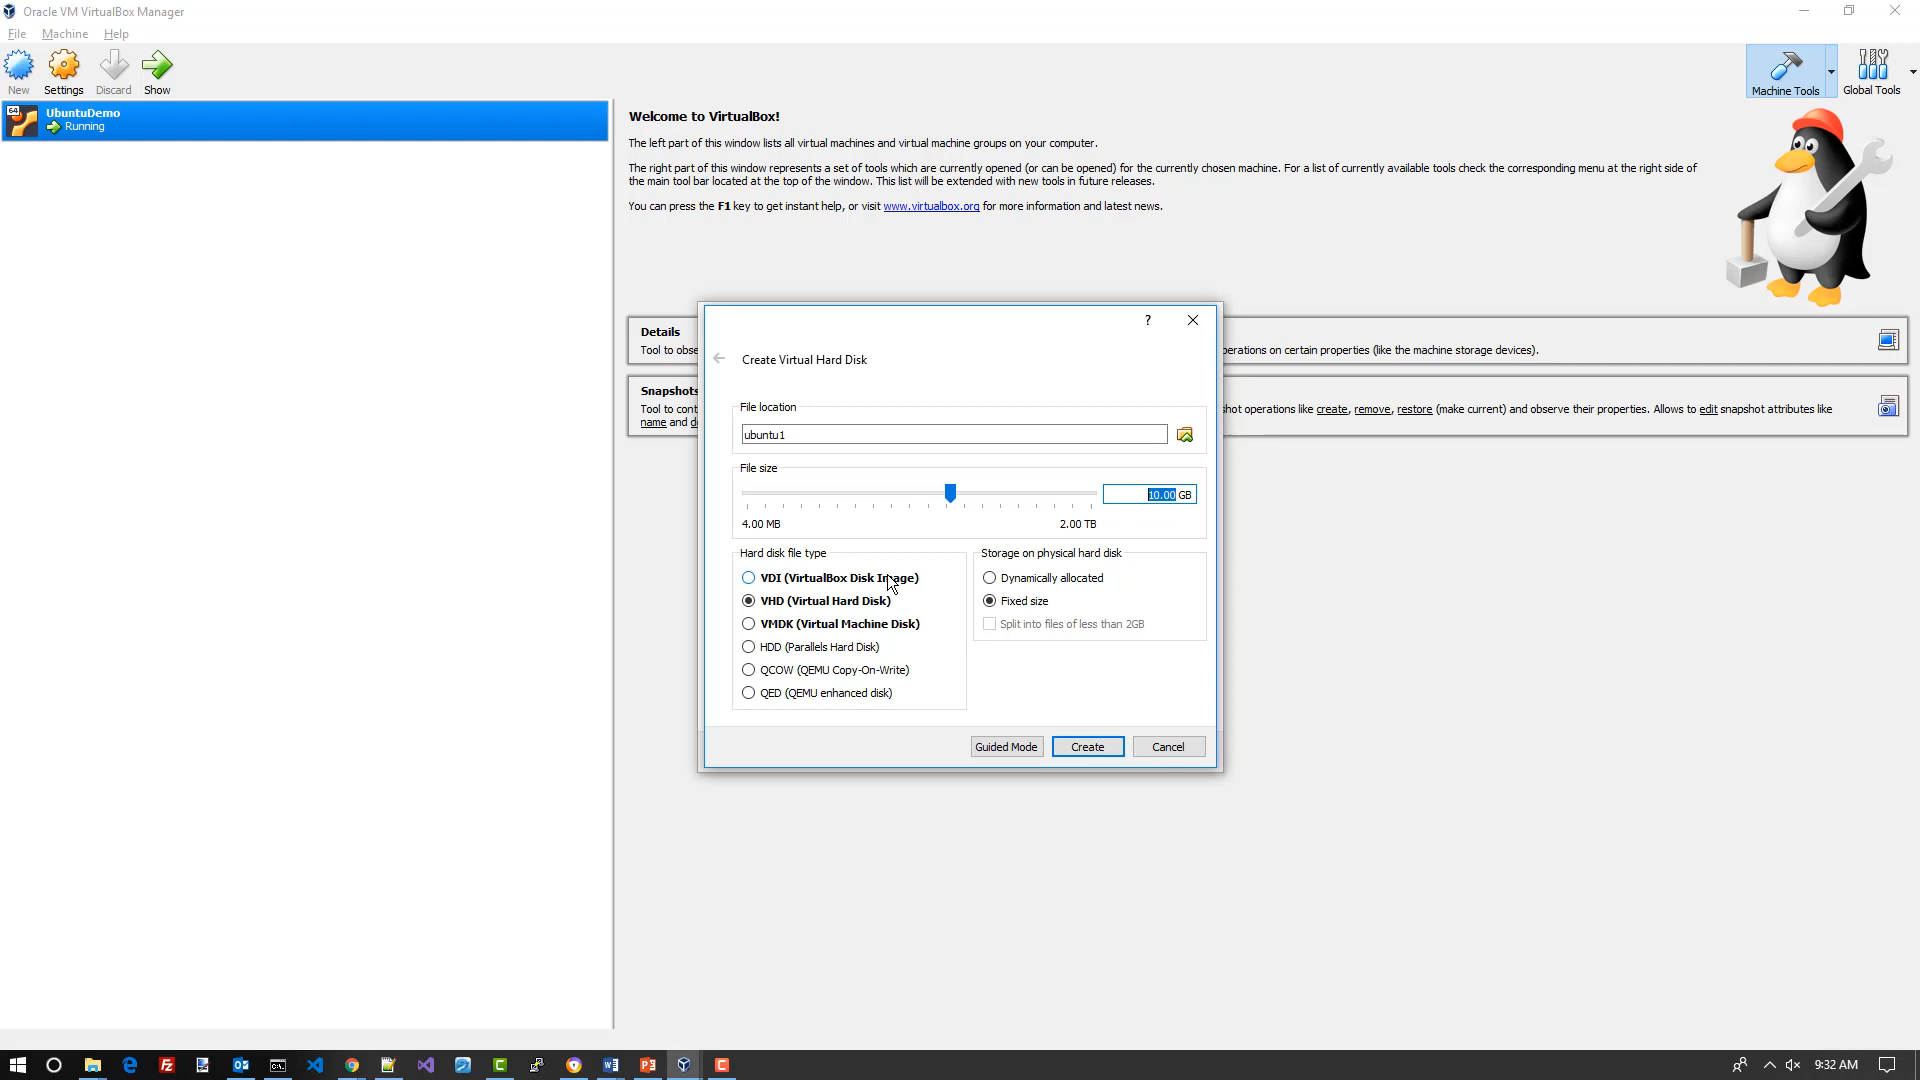 Oracle VM VirtualBox Manager
File Machine Help
New Settings Discard Show
Machine Tools Global Tools
64
UbuntuDemo
Running
Welcome to VirtualBox!
The left part of this window lists all virtual machines and virtual machine groups on your computer.
The right part of this window represents a set of tools which are currently opened (or can be opened) for the currently chosen machine. For a list of currently available tools check the corresponding menu at the right side of
the main tool bar located at the top of the window. This list will be extended with new tools in future releases.
You can press the F1 key to get instant help, or visit www.virtualbox.org for more information and latest news.
Details
Tool to obse
erations on certain properties (like the machine storage devices).
Snapshots
Tool to cont
hot operations like create, remove, restore (make current) and observe their properties. Allows to edit snapshot attributes like
name and d
?
Create Virtual Hard Disk
File location
ubuntu1
File size
10.00 GB
4.00 MB 2.00 TB
Hard disk file type
VDI (VirtualBox Disk Image)
VHD (Virtual Hard Disk)
VMDK (Virtual Machine Disk)
HDD (Parallels Hard Disk)
QCOW (QEMU Copy-On-Write)
QED (QEMU enhanced disk)
Storage on physical hard disk
Dynamically allocated
Fixed size
Split into files of less than 2GB
Guided Mode Create Cancel
9:32 AM